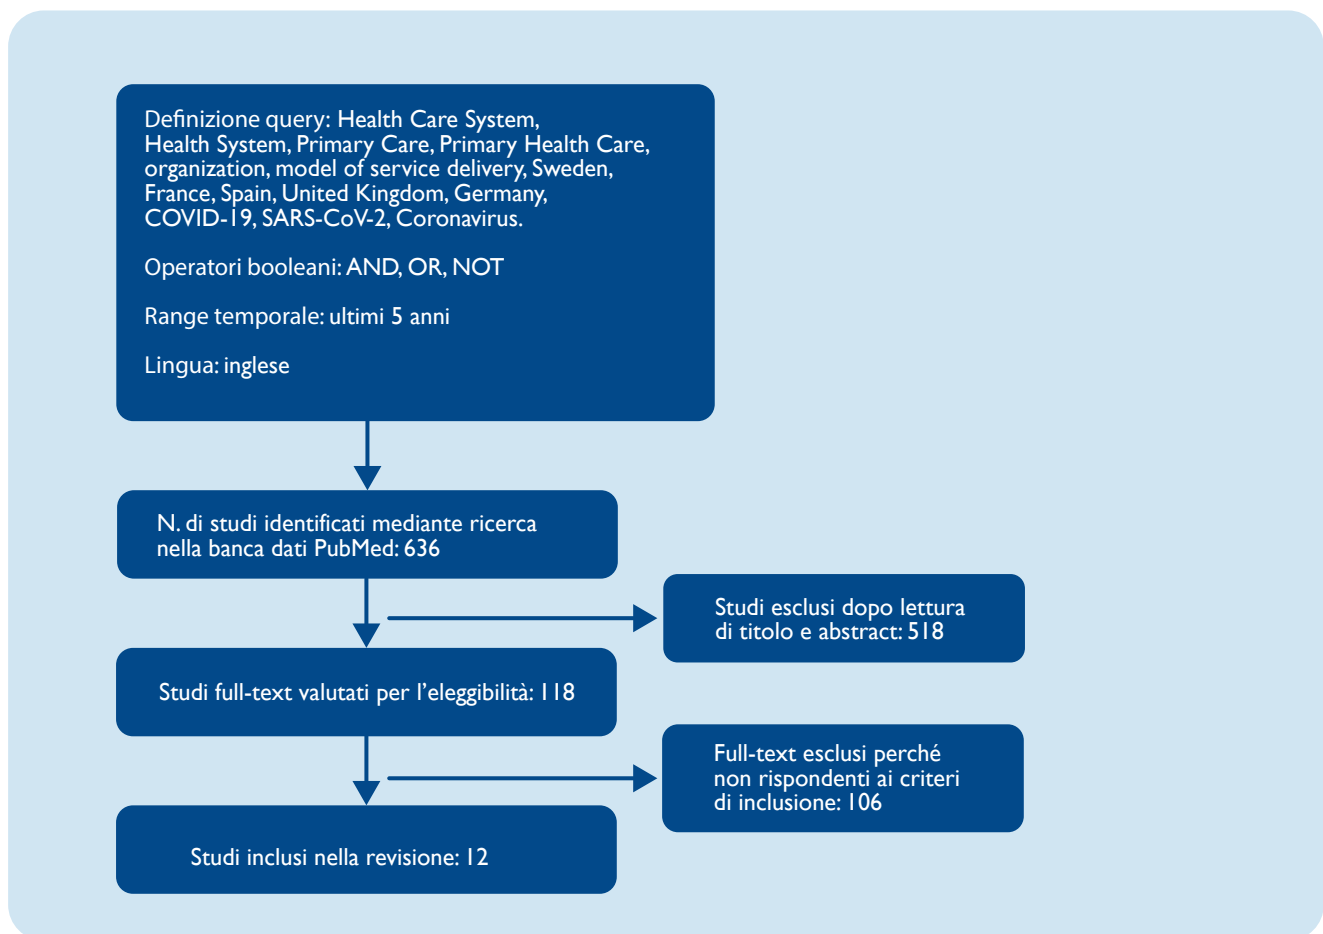 Definizione query: Health Care System,
Health System, Primary Care, Primary Health Care,
organization, model of service delivery, Sweden,
France, Spain, United Kingdom, Germany,
COVID-19, SARS-CoV-2, Coronavirus.
Operatori booleani: AND, OR, NOT
Range temporale: ultimi 5 anni
Lingua: inglese
N. di studi identificati mediante ricerca
nella banca dati PubMed: 636
Studi esclusi dopo lettura
di titolo e abstract: 518
Studi full-text valutati per l'eleggibilità: 118
Full-text esclusi perché
non rispondenti ai criteri
di inclusione: 106
Studi inclusi nella revisione: 12